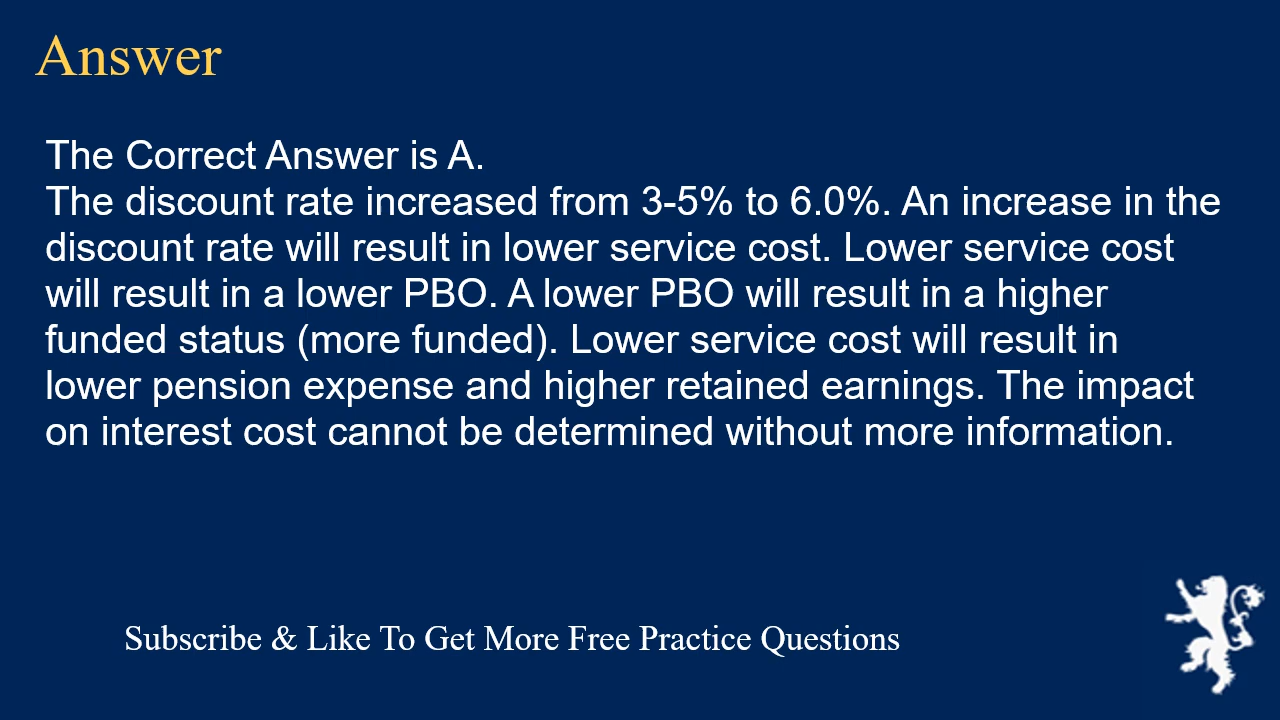 Answer
The Correct Answer is A.
The discount rate increased from 3-5% to 6.0%. An increase in the
discount rate will result in lower service cost. Lower service cost
will result in a lower PBO. A lower PBO will result in a higher
funded status (more funded). Lower service cost will result in
lower pension expense and higher retained earnings. The impact
on interest cost cannot be determined without more information.
Subscribe & Like To Get More Free Practice Questions